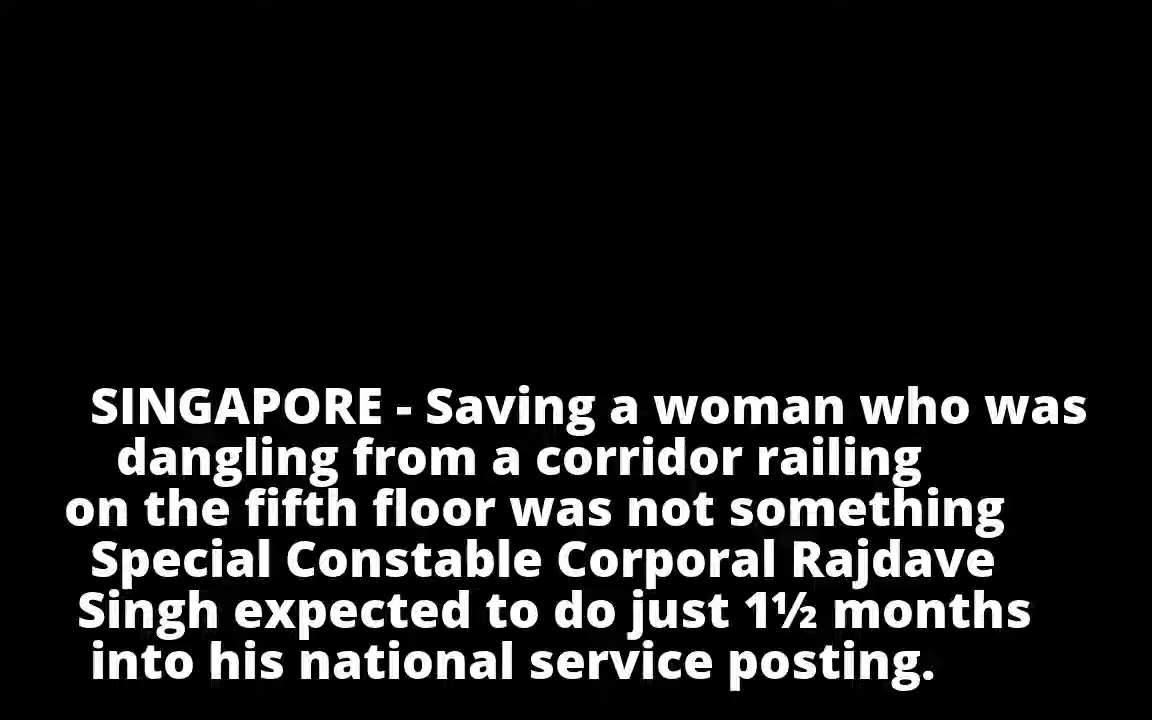 SINGAPORE - Saving a woman who was
dangling from a corridor railing
on the fifth floor was not something
Special Constable Corporal Rajdave
Singh expected to do just 1½ months
into his national service posting.